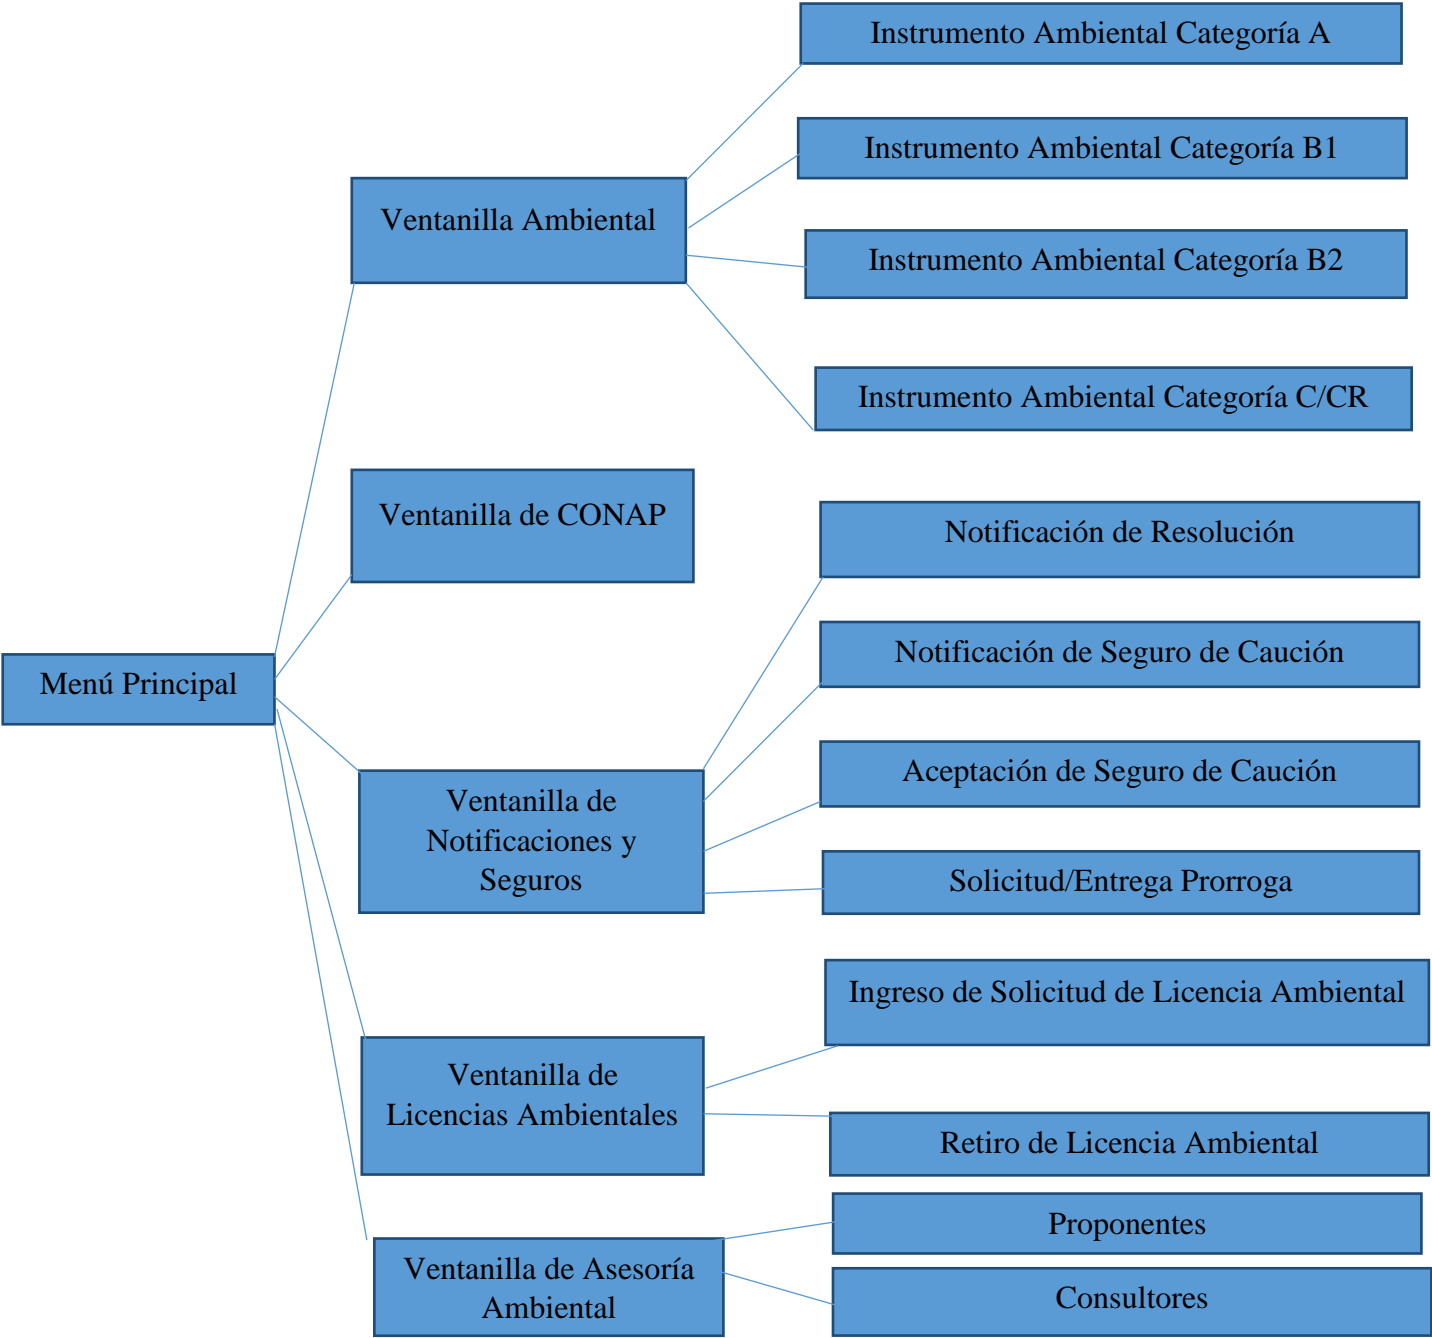 Menú Principal
Ventanilla Ambiental
Instrumento Ambiental Categoría A
Instrumento Ambiental Categoría B1
Instrumento Ambiental Categoría B2
Instrumento Ambiental Categoría C/CR
Ventanilla de CONAP
Ventanilla de
Notificaciones y
Seguros
Notificación de Resolución
Notificación de Seguro de Caución
Aceptación de Seguro de Caución
Solicitud/Entrega Prorroga
Ventanilla de
Licencias Ambientales
Ingreso de Solicitud de Licencia Ambiental
Retiro de Licencia Ambiental
Ventanilla de Asesoría
Ambiental
Proponentes
Consultores